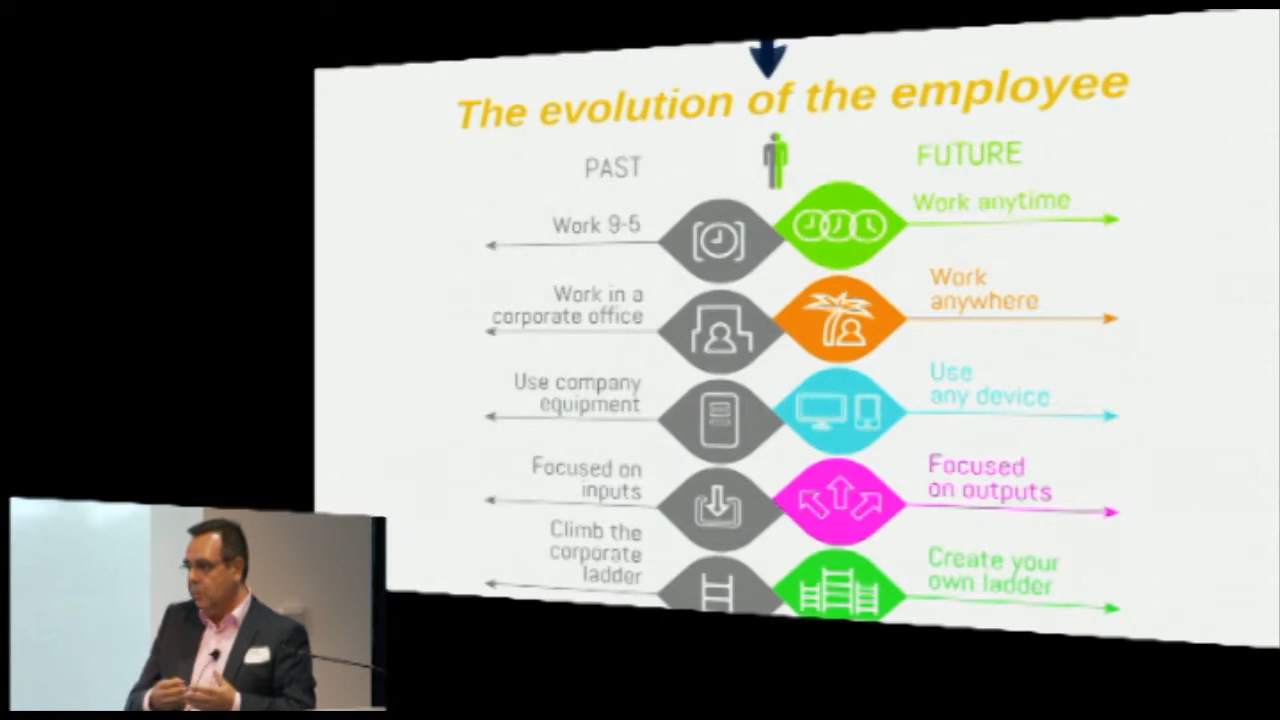 The evolution of the employee
PAST
FUTURE
Work 9-5
Work anytime
Work in a
corporate office
Work
anywhere
Use company
equipment
Use
any device
Focused on
inputs
Focused
on outputs
Climb the
corporate
ladder
Create your
own ladder